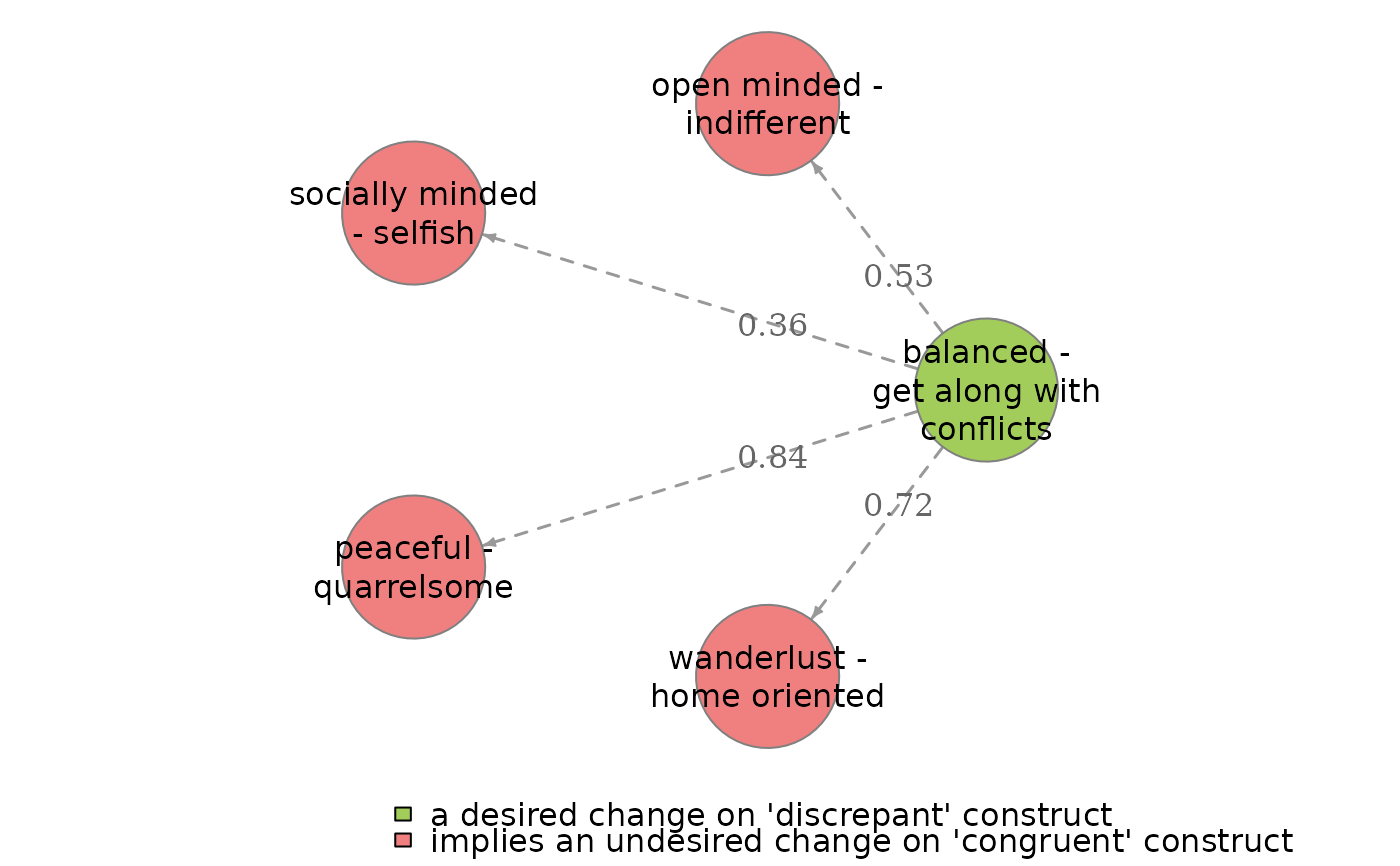 open minded -
indifferent
socially minded
- selfish
0.53
0.36
balanced -
get along with
conflicts
0.84
0.72
peaceful -
quarrelsome
wanderlust -
home oriented
a desired change on 'discrepant' construct
implies an undesired change on 'congruent' construct